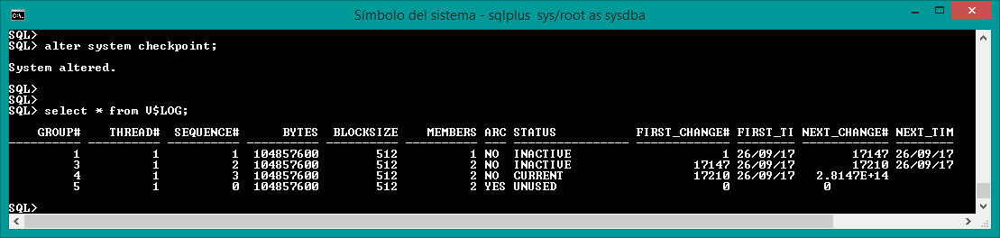 Símbolo del sistema - sqlplus sys/root as sysdba
SQL>
SQL> alter system checkpoint;
System altered.
SQL>
SQL>
SQL> select * from V$LOG;
GROUP# THREAD# SEQUENCE# BYTES BLOCKSIZE MEMBERS ARC STATUS FIRST_CHANGE# FIRST_TI NEXT_CHANGE# NEXT_TIM
1 1 1 104857600 512 1 NO INACTIVE 1 26/09/17 17147 26/09/17
3 1 2 104857600 512 2 NO INACTIVE 17147 26/09/17 17210 26/09/17
4 1 3 104857600 512 2 NO CURRENT 17210 26/09/17 2.8147E+14
5 1 0 104857600 512 2 YES UNUSED 0 0
SQL>